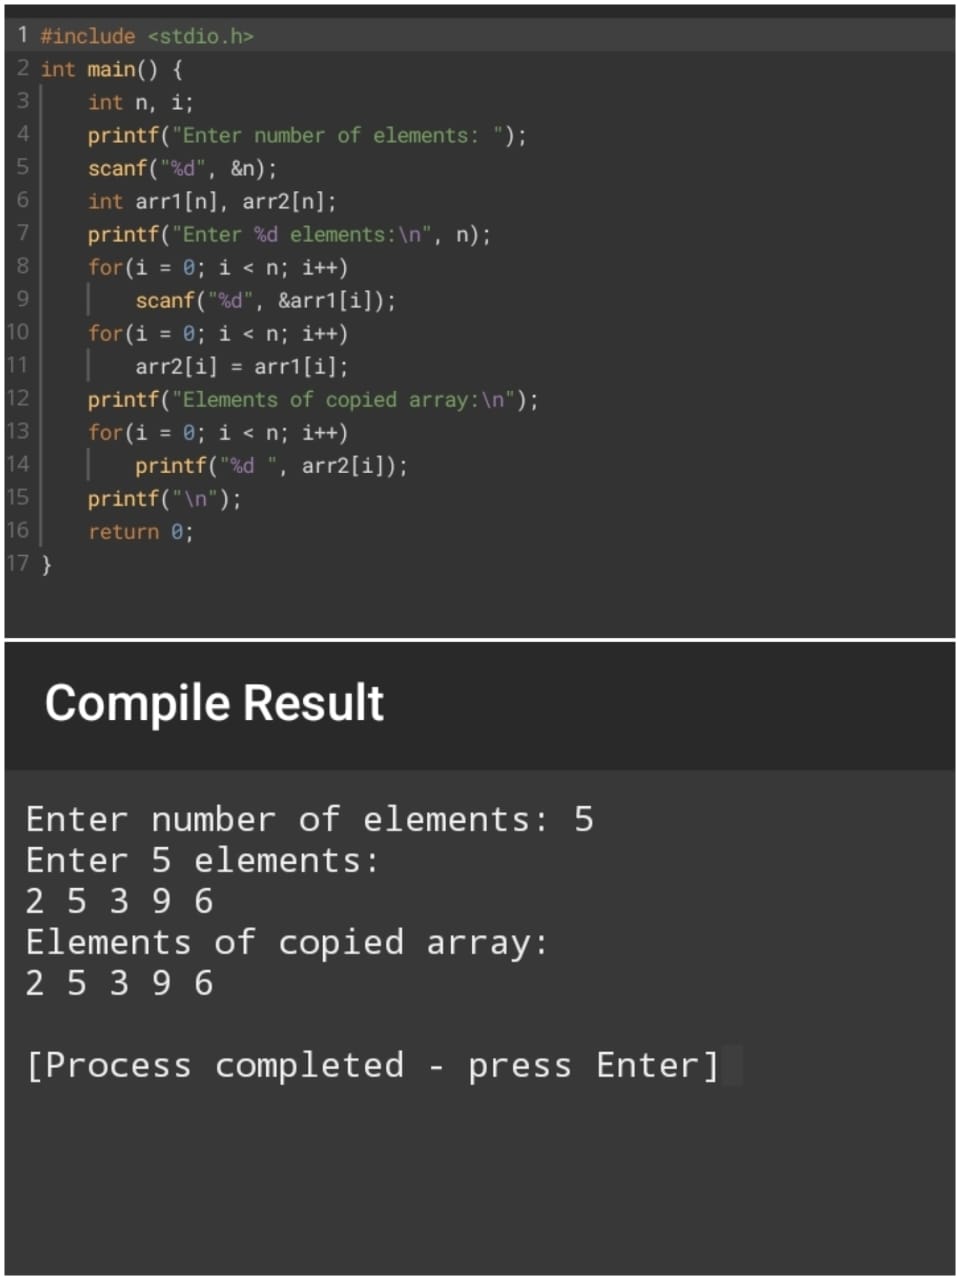 1 #include <stdio.h>
2 int main() {
3     int n, i;
4     printf("Enter number of elements: ");
5     scanf("%d", &n);
6     int arr1[n], arr2[n];
7     printf("Enter %d elements:\n", n);
8     for(i = 0; i < n; i++)
9         scanf("%d", &arr1[i]);
10     for(i = 0; i < n; i++)
11         arr2[i] = arr1[i];
12     printf("Elements of copied array:\n");
13     for(i = 0; i < n; i++)
14         printf("%d ", arr2[i]);
15     printf("\n");
16     return 0;
17 }
Compile Result
Enter number of elements: 5
Enter 5 elements:
2 5 3 9 6
Elements of copied array:
2 5 3 9 6
[Process completed - press Enter]